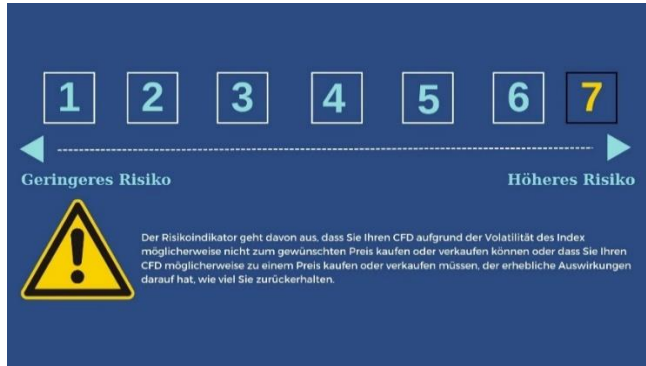 1 2 3 4 5 6 7
Geringeres Risiko Höheres Risiko
Der Risikoindikator geht davon aus, dass Sie Ihren CFD aufgrund der Volatilität des Index
möglicherweise nicht zum gewünschten Preis kaufen oder verkaufen können oder dass Sie Ihren
CFD möglicherweise zu einem Preis kaufen oder verkaufen müssen, der erhebliche Auswirkungen
darauf hat, wie viel Sie zurückerhalten.